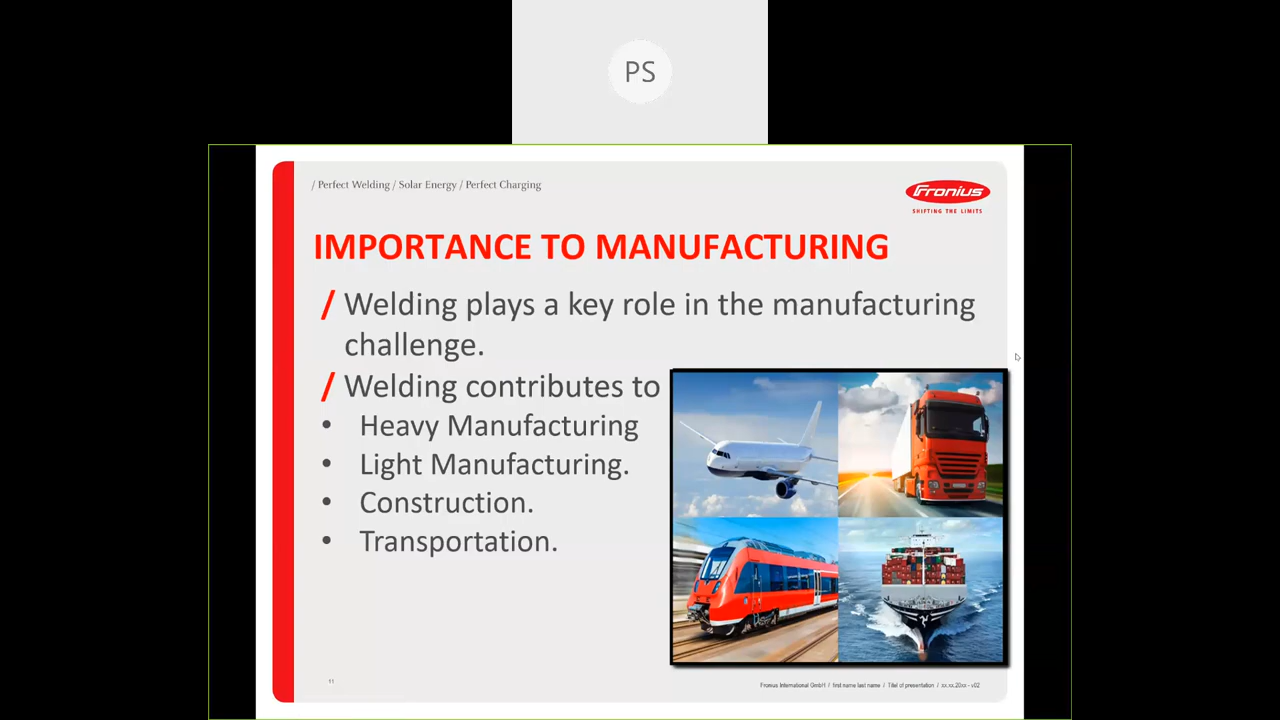 PS
/ Perfect Welding / Solar Energy / Perfect Charging
Fronius
SHIFTING THE LIMITS
IMPORTANCE TO MANUFACTURING
/ Welding plays a key role in the manufacturing
challenge.
/ Welding contributes to
• Heavy Manufacturing
• Light Manufacturing.
• Construction.
• Transportation.
11
Fronius International GmbH / first name last name / Titel of presentation / xx.xx.20xx - v02